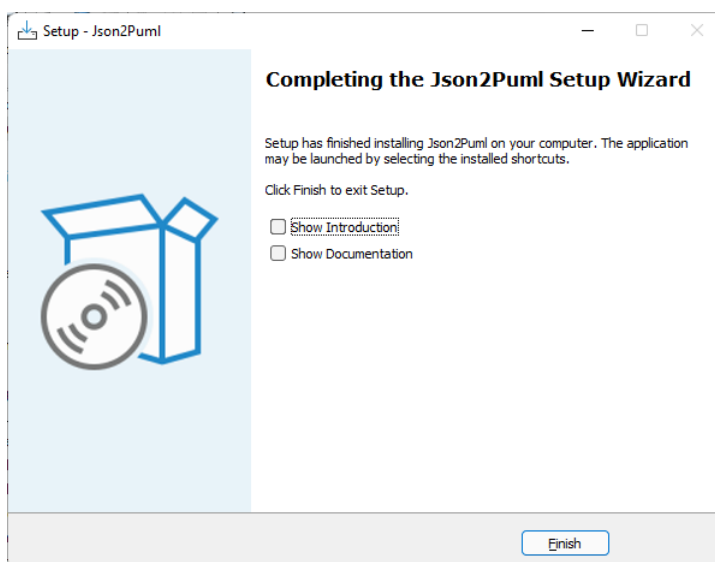 Setup - Json2Puml
Completing the Json2Puml Setup Wizard
Setup has finished installing Json2Puml on your computer. The application
may be launched by selecting the installed shortcuts.
Click Finish to exit Setup.
Show Introduction
Show Documentation
Finish